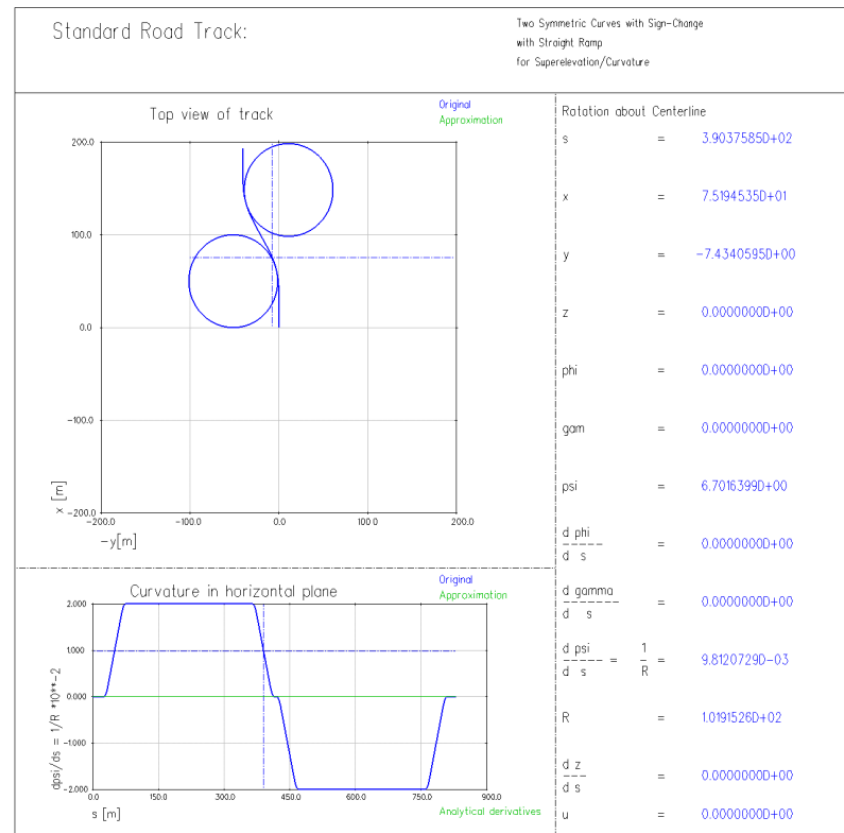 Standard Road Track:
Two Symmetric Curves with Sign-Change
with Straight Ramp
for Superelevation/Curvature
Top view of track
Original
Approximation
200.0
100.0
0.0
-100.0
-200.0
x [m]
-200.0 -100.0 0.0 100.0 200.0
-y[m]
Curvature in horizontal plane
Original
Approximation
2.000
1.000
0.000
-1.000
-2.000
dpsi/ds = 1/R *10**-2
0.0 150.0 300.0 450.0 600.0 750.0 900.0
s [m]
Analytical derivatives
Rotation about Centerline
s = 3.9037585D+02
x = 7.5194535D+01
y = -7.4340595D+00
z = 0.0000000D+00
phi = 0.0000000D+00
gam = 0.0000000D+00
psi = 6.7016399D+00
d phi
-----
d s = 0.0000000D+00
d gamma
-------
d s = 0.0000000D+00
d psi 1
----- = - = 9.8120729D-03
d s R
R = 1.0191526D+02
d z
---
d s = 0.0000000D+00
u = 0.0000000D+00